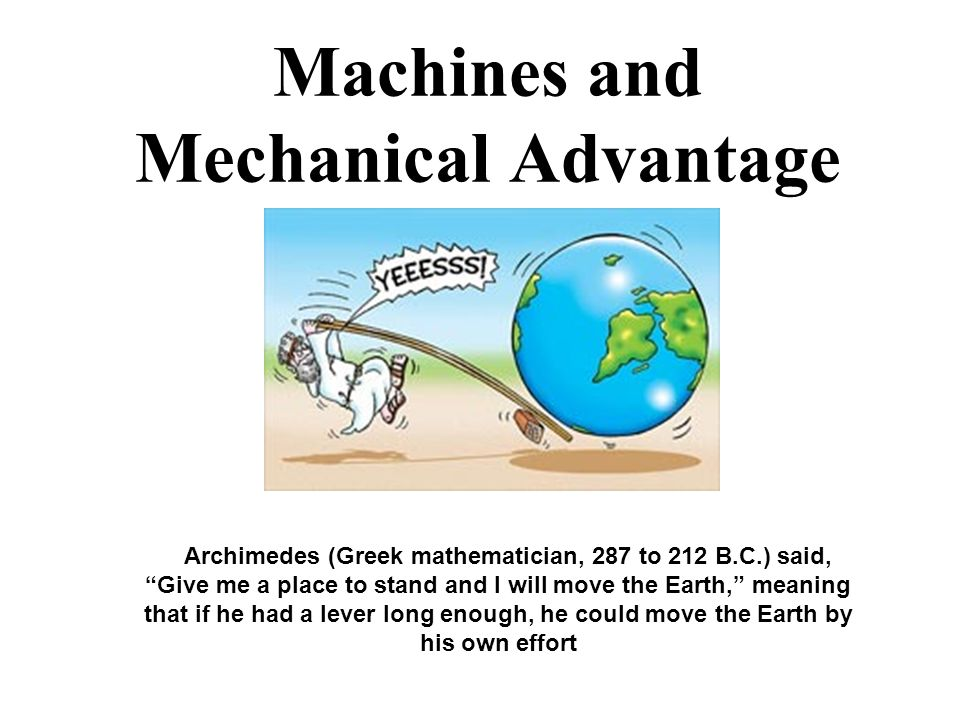 Machines and
Mechanical Advantage
YEEESSS!
Archimedes (Greek mathematician, 287 to 212 B.C.) said,
“Give me a place to stand and I will move the Earth,” meaning
that if he had a lever long enough, he could move the Earth by
his own effort